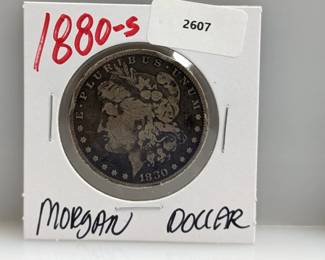 2607
1880-S
E·PLURIBUS·UNUM
1880
MORGAN DOLLAR